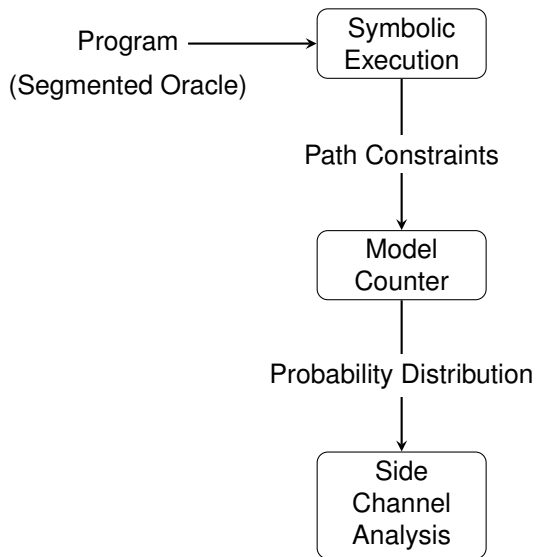 Program
(Segmented Oracle)
Symbolic
Execution
Path Constraints
Model
Counter
Probability Distribution
Side
Channel
Analysis